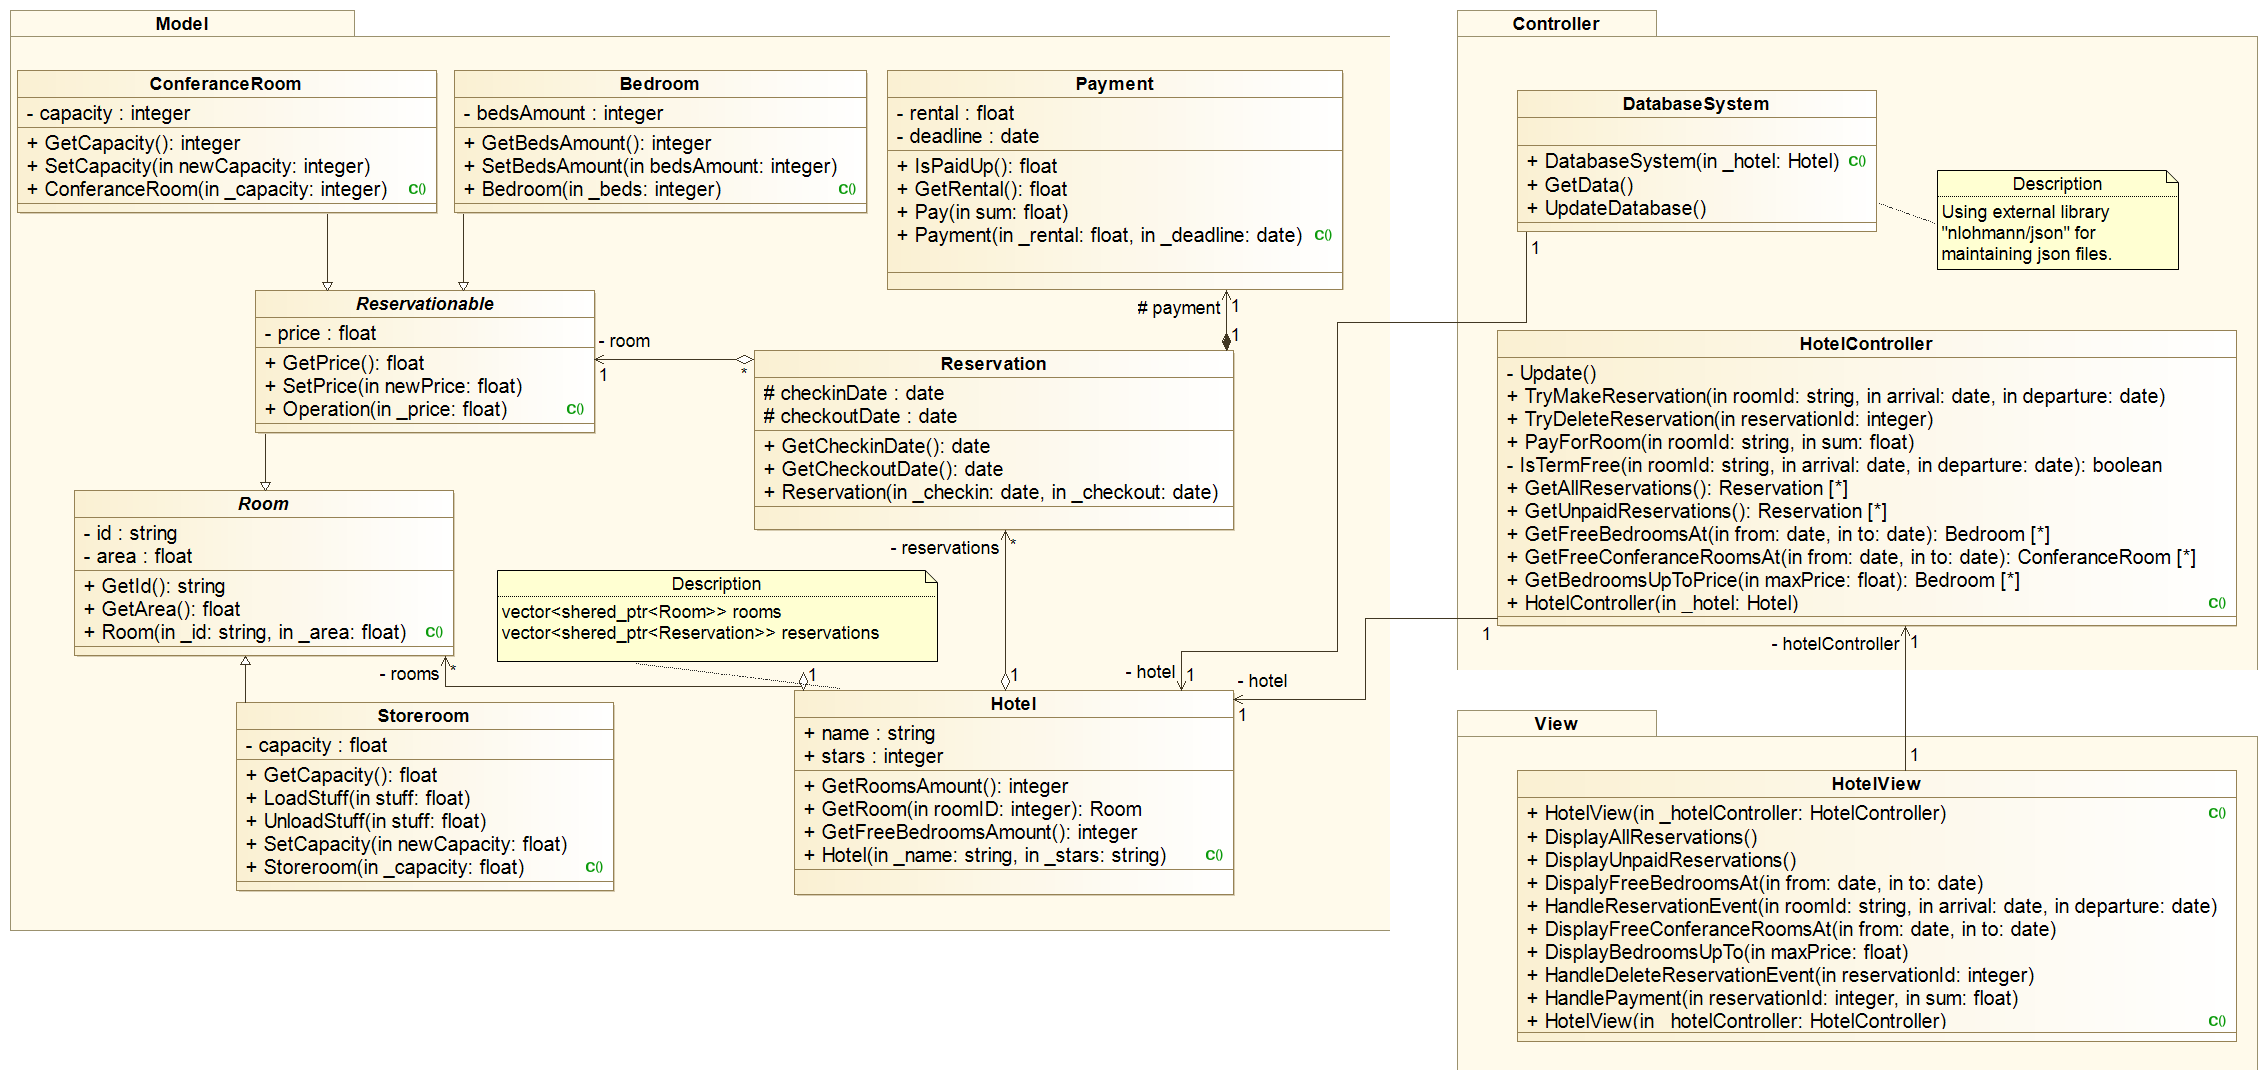 Model
ConferanceRoom
- capacity : integer
+ GetCapacity(): integer
+ SetCapacity(in newCapacity: integer)
+ ConferanceRoom(in _capacity: integer) C()
Bedroom
- bedsAmount : integer
+ GetBedsAmount(): integer
+ SetBedsAmount(in bedsAmount: integer)
+ Bedroom(in _beds: integer) C()
Payment
- rental : float
- deadline : date
+ IsPaidUp(): float
+ GetRental(): float
+ Pay(in sum: float)
+ Payment(in _rental: float, in _deadline: date) C()
# payment 1
1
Reservationable
- price : float
+ GetPrice(): float
+ SetPrice(in newPrice: float)
+ Operation(in _price: float) C()
- room
1
*
Reservation
# checkinDate : date
# checkoutDate : date
+ GetCheckinDate(): date
+ GetCheckoutDate(): date
+ Reservation(in _checkin: date, in _checkout: date)
- reservations *
Room
- id : string
- area : float
+ GetId(): string
+ GetArea(): float
+ Room(in _id: string, in _area: float) C()
- rooms *
Description
vector<shered_ptr<Room>> rooms
vector<shered_ptr<Reservation>> reservations
1
1
- hotel 1
- hotel
1
Storeroom
- capacity : float
+ GetCapacity(): float
+ LoadStuff(in stuff: float)
+ UnloadStuff(in stuff: float)
+ SetCapacity(in newCapacity: float)
+ Storeroom(in _capacity: float) C()
Hotel
+ name : string
+ stars : integer
+ GetRoomsAmount(): integer
+ GetRoom(in roomID: integer): Room
+ GetFreeBedroomsAmount(): integer
+ Hotel(in _name: string, in _stars: string) C()
Controller
DatabaseSystem
+ DatabaseSystem(in _hotel: Hotel) C()
+ GetData()
+ UpdateDatabase()
1
Description
Using external library
"nlohmann/json" for
maintaining json files.
HotelController
- Update()
+ TryMakeReservation(in roomId: string, in arrival: date, in departure: date)
+ TryDeleteReservation(in reservationId: integer)
+ PayForRoom(in roomId: string, in sum: float)
- IsTermFree(in roomId: string, in arrival: date, in departure: date): boolean
+ GetAllReservations(): Reservation [*]
+ GetUnpaidReservations(): Reservation [*]
+ GetFreeBedroomsAt(in from: date, in to: date): Bedroom [*]
+ GetFreeConferanceRoomsAt(in from: date, in to: date): ConferanceRoom [*]
+ GetBedroomsUpToPrice(in maxPrice: float): Bedroom [*]
+ HotelController(in _hotel: Hotel) C()
1
- hotelController 1
View
1
HotelView
+ HotelView(in _hotelController: HotelController) C()
+ DisplayAllReservations()
+ DisplayUnpaidReservations()
+ DispalyFreeBedroomsAt(in from: date, in to: date)
+ HandleReservationEvent(in roomId: string, in arrival: date, in departure: date)
+ DisplayFreeConferanceRoomsAt(in from: date, in to: date)
+ DisplayBedroomsUpTo(in maxPrice: float)
+ HandleDeleteReservationEvent(in reservationId: integer)
+ HandlePayment(in reservationId: integer, in sum: float)
+ HotelView(in _hotelController: HotelController) C()